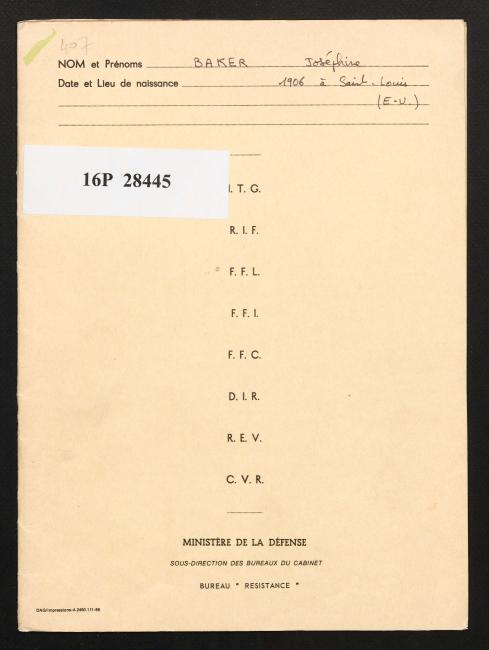 407
NOM et Prénoms BAKER Joséphine
Date et Lieu de naissance 1906 à Saint-Louis
(E-U.)
16P 28445
I. T. G.
R. I. F.
F. F. L.
F. F. I.
F. F. C.
D. I. R.
R. E. V.
C. V. R.
MINISTÈRE DE LA DÉFENSE
SOUS-DIRECTION DES BUREAUX DU CABINET
BUREAU " RESISTANCE "